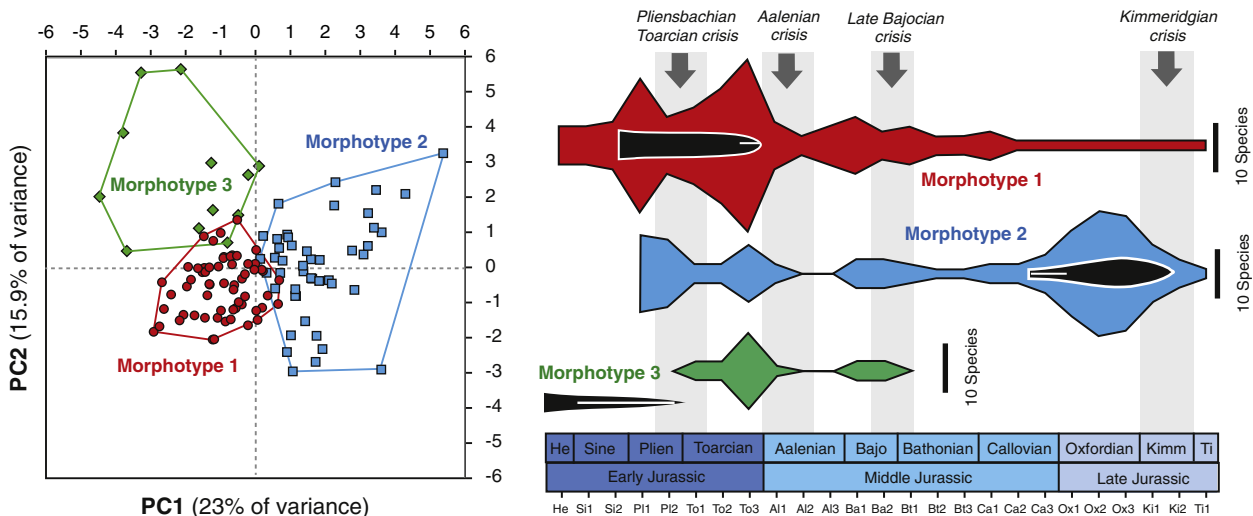 -6 -5 -4 -3 -2 -1 0 1 2 3 4 5 6
6
5
4
3
2
1
0
-1
-2
-3
-4
-5
-6
PC2 (15.9% of variance)
PC1 (23% of variance)
Morphotype 2
Morphotype 3
Morphotype 1
Pliensbachian
Toarcian crisis
Aalenian
crisis
Late Bajocian
crisis
Kimmeridgian
crisis
10 Species
Morphotype 1
Morphotype 2
10 Species
Morphotype 3
10 Species
He Sine Plien Toarcian Aalenian Bajo Bathonian Callovian Oxfordian Kimm Ti
Early Jurassic Middle Jurassic Late Jurassic
He Si1 Si2 Pl1 Pl2 To1 To2 To3 Al1 Al2 Al3 Ba1 Ba2 Bt1 Bt2 Bt3 Ca1 Ca2 Ca3 Ox1 Ox2 Ox3 Ki1 Ki2 Ti1